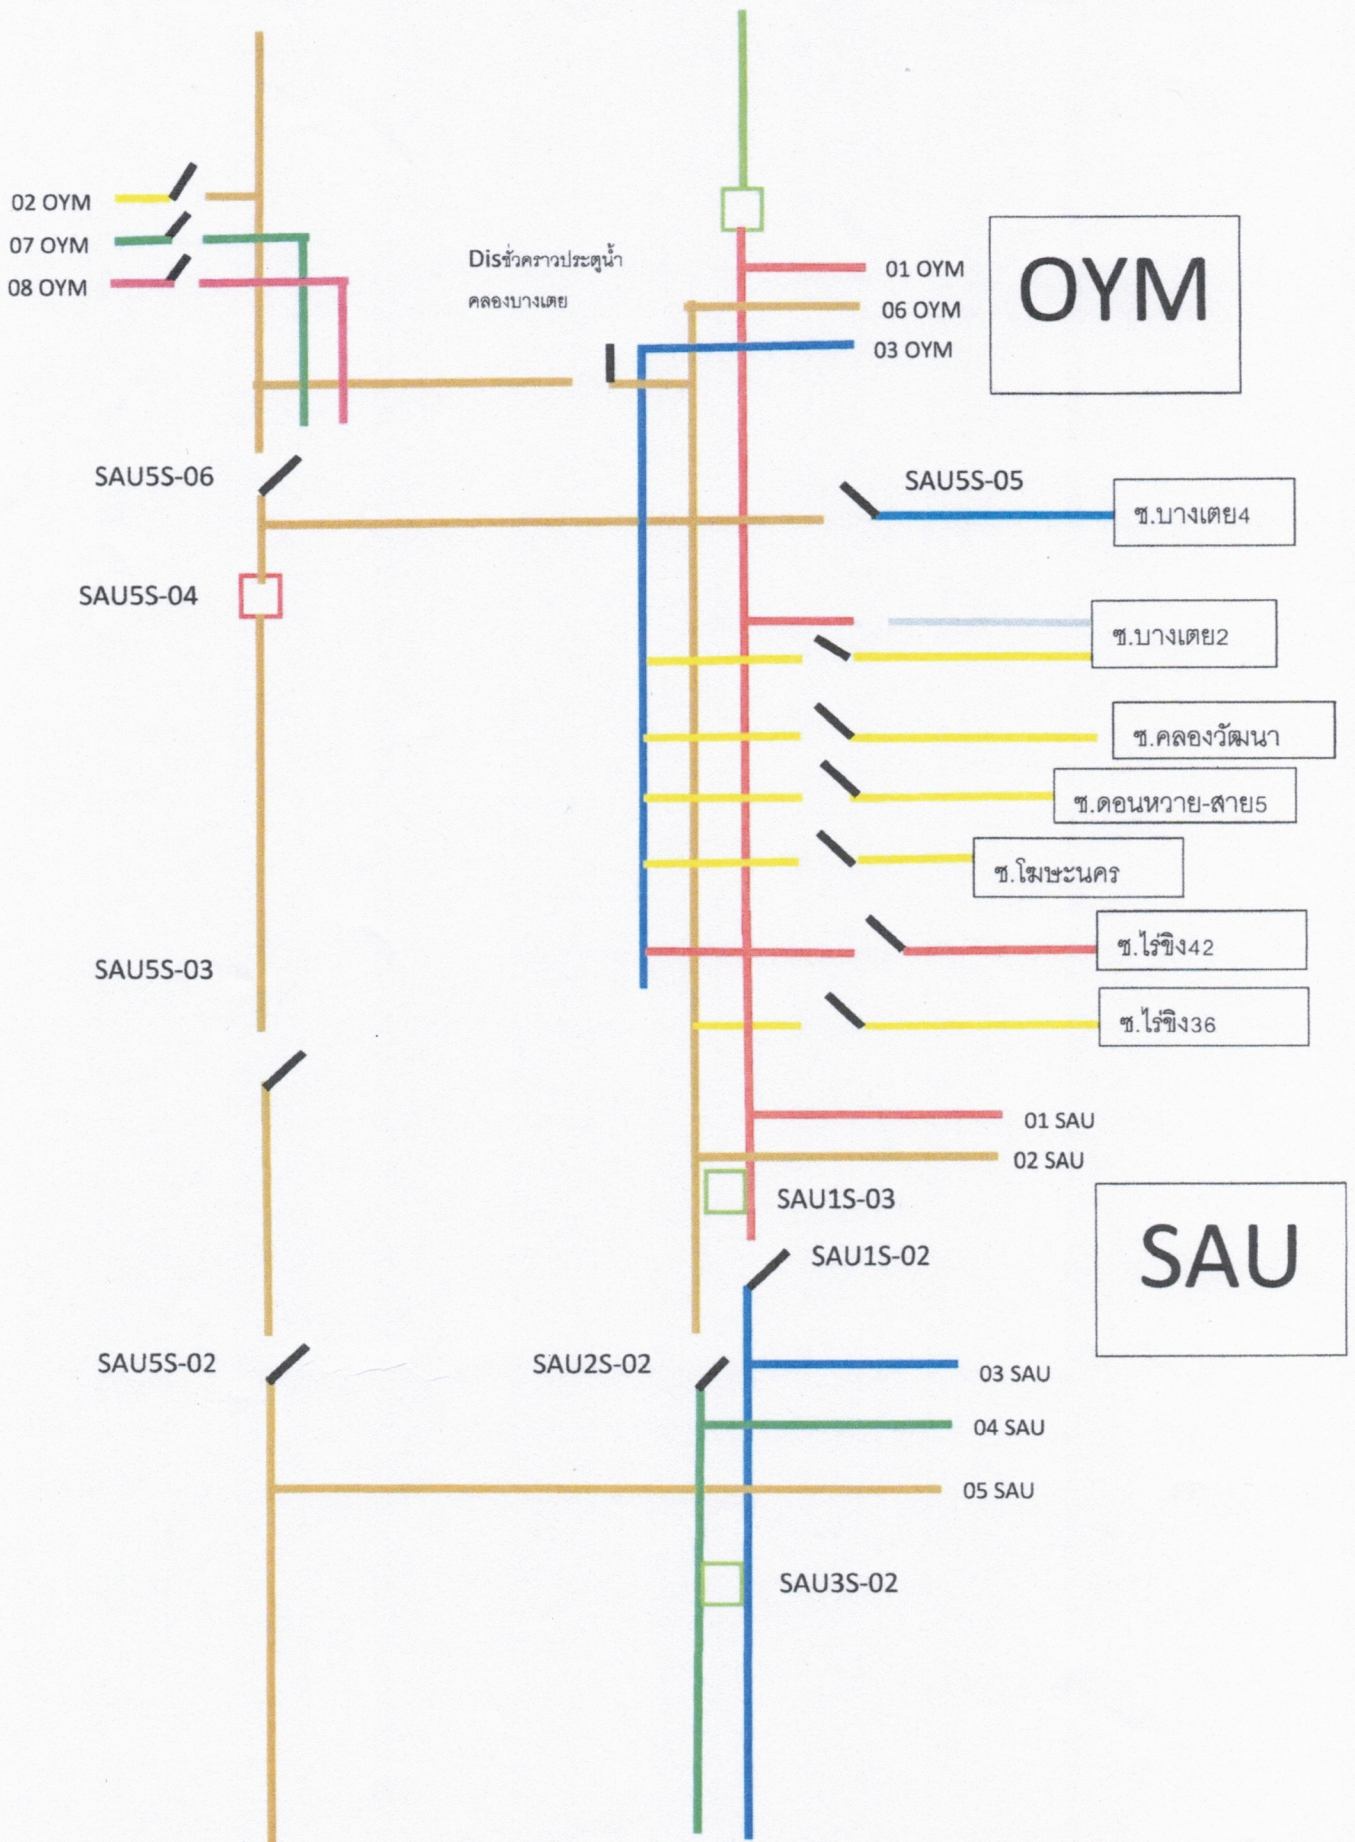 02 OYM
07 OYM
08 OYM
Disชั่วคราวประตูน้ำ
คลองบางเตย
01 OYM
06 OYM
03 OYM
OYM
SAU5S-06
SAU5S-05
ซ.บางเตย4
SAU5S-04
ซ.บางเตย2
ซ.คลองวัฒนา
ซ.ดอนหวาย-สาย5
ซ.โฆษะนคร
ซ.ไร่ขิง42
SAU5S-03
ซ.ไร่ขิง36
01 SAU
02 SAU
SAU1S-03
SAU1S-02
SAU
SAU5S-02
SAU2S-02
03 SAU
04 SAU
05 SAU
SAU3S-02